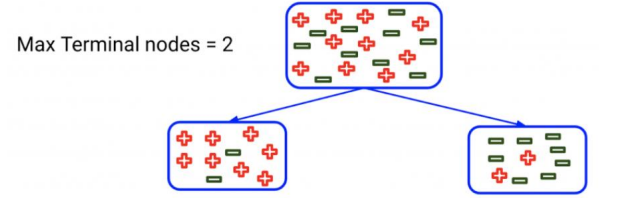 Max Terminal nodes = 2